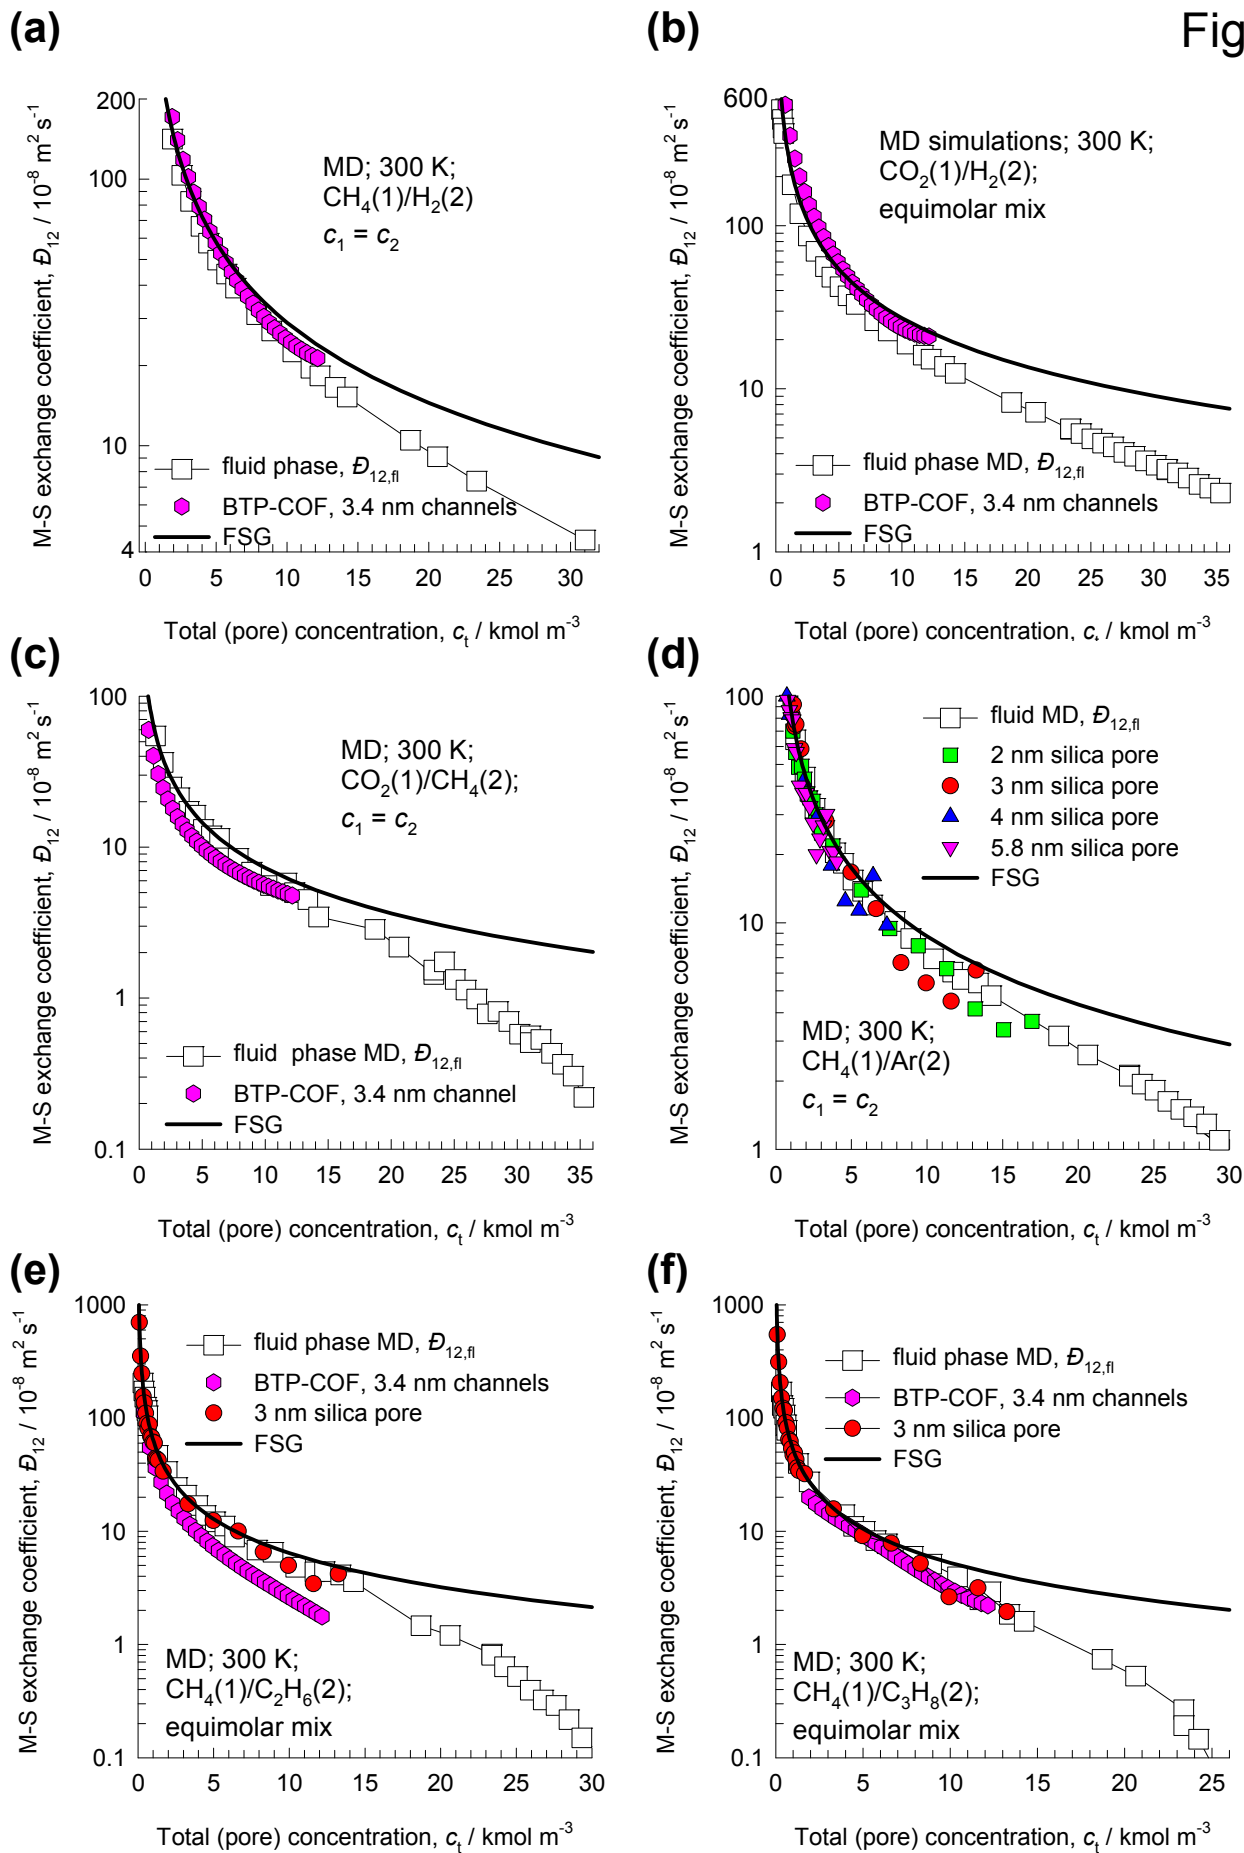 (a)
(b)
Fig
M-S exchange coefficient, Đ12 / 10-8 m2 s-1
200
100
10
4
MD; 300 K;
CH4(1)/H2(2)
c1 = c2
fluid phase, Đ12,fl
BTP-COF, 3.4 nm channels
FSG
0 5 10 15 20 25 30
Total (pore) concentration, ct / kmol m-3
M-S exchange coefficient, Đ12 / 10-8 m2 s-1
600
100
10
1
MD simulations; 300 K;
CO2(1)/H2(2);
equimolar mix
fluid phase MD, Đ12,fl
BTP-COF, 3.4 nm channels
FSG
0 5 10 15 20 25 30 35
Total (pore) concentration, ct / kmol m-3
(c)
(d)
M-S exchange coefficient, Đ12 / 10-8 m2 s-1
100
10
1
0.1
MD; 300 K;
CO2(1)/CH4(2);
c1 = c2
fluid phase MD, Đ12,fl
BTP-COF, 3.4 nm channel
FSG
0 5 10 15 20 25 30 35
Total (pore) concentration, ct / kmol m-3
M-S exchange coefficient, Đ12 / 10-8 m2 s-1
100
10
1
fluid MD, Đ12,fl
2 nm silica pore
3 nm silica pore
4 nm silica pore
5.8 nm silica pore
FSG
MD; 300 K;
CH4(1)/Ar(2)
c1 = c2
0 5 10 15 20 25 30
Total (pore) concentration, ct / kmol m-3
(e)
(f)
M-S exchange coefficient, Đ12 / 10-8 m2 s-1
1000
100
10
1
0.1
fluid phase MD, Đ12,fl
BTP-COF, 3.4 nm channels
3 nm silica pore
FSG
MD; 300 K;
CH4(1)/C2H6(2);
equimolar mix
0 5 10 15 20 25 30
Total (pore) concentration, ct / kmol m-3
M-S exchange coefficient, Đ12 / 10-8 m2 s-1
1000
100
10
1
0.1
fluid phase MD, Đ12,fl
BTP-COF, 3.4 nm channels
3 nm silica pore
FSG
MD; 300 K;
CH4(1)/C3H8(2);
equimolar mix
0 5 10 15 20 25
Total (pore) concentration, ct / kmol m-3